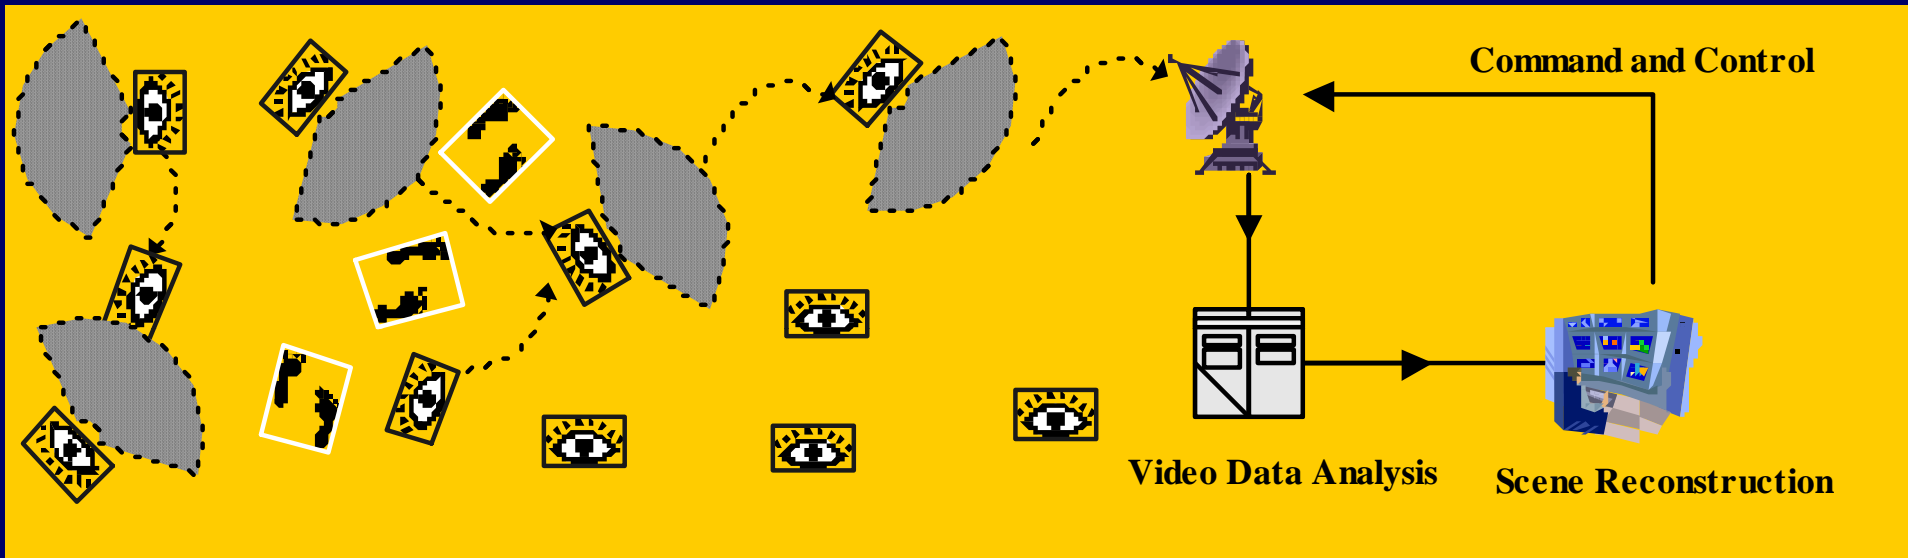 Command and Control
Video Data Analysis
Scene Reconstruction